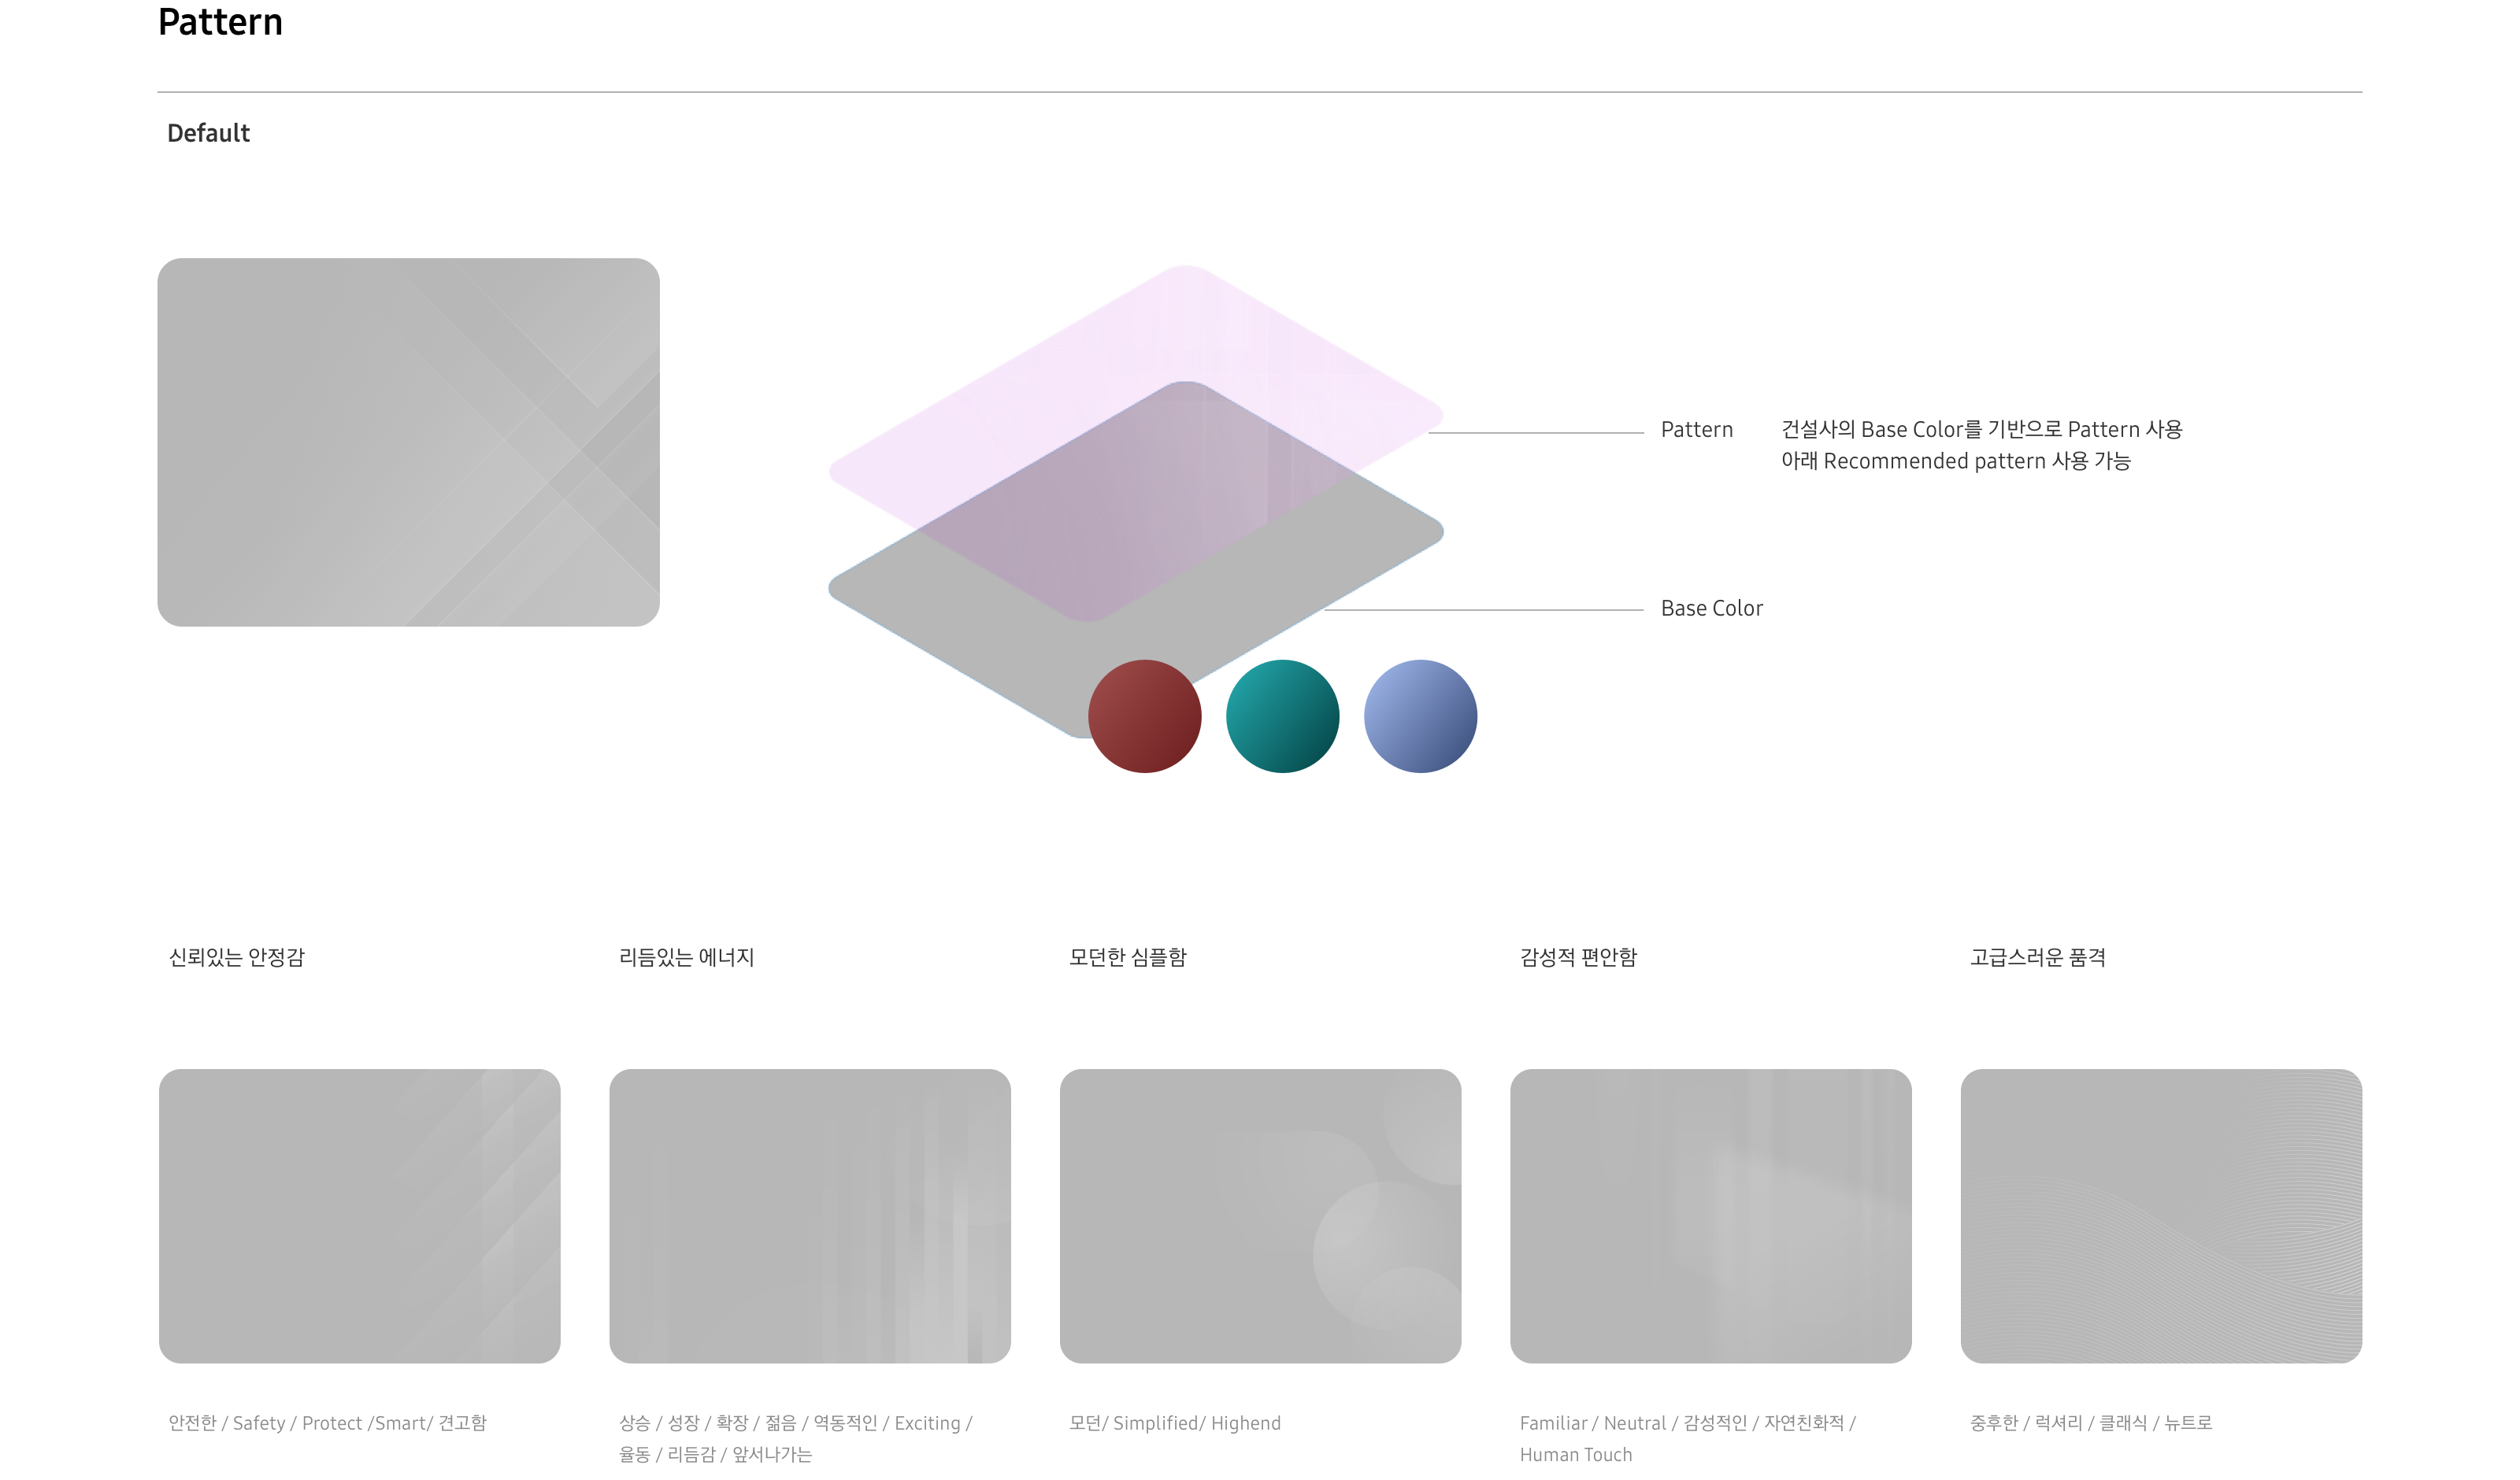 Pattern
Default
Pattern 건설사의 Base Color를 기반으로 Pattern 사용
아래 Recommended pattern 사용 가능
Base Color
신뢰있는 안정감
리듬있는 에너지
모던한 심플함
감성적 편안함
고급스러운 품격
안전한 / Safety / Protect /Smart/ 견고함
상승 / 성장 / 확장 / 젊음 / 역동적인 / Exciting /
율동 / 리듬감 / 앞서나가는
모던/ Simplified/ Highend
Familiar / Neutral / 감성적인 / 자연친화적 /
Human Touch
중후한 / 럭셔리 / 클래식 / 뉴트로